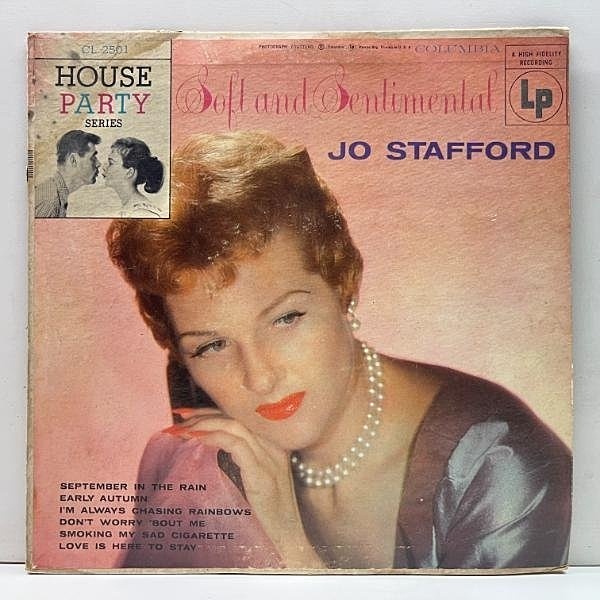 CL 2501
HOUSE
PARTY
SERIES
COLUMBIA
A HIGH FIDELITY
RECORDING
Lp
Soft and Sentimental
JO STAFFORD
SEPTEMBER IN THE RAIN
EARLY AUTUMN
I'M ALWAYS CHASING RAINBOWS
DON'T WORRY 'BOUT ME
SMOKING MY SAD CIGARETTE
LOVE IS HERE TO STAY